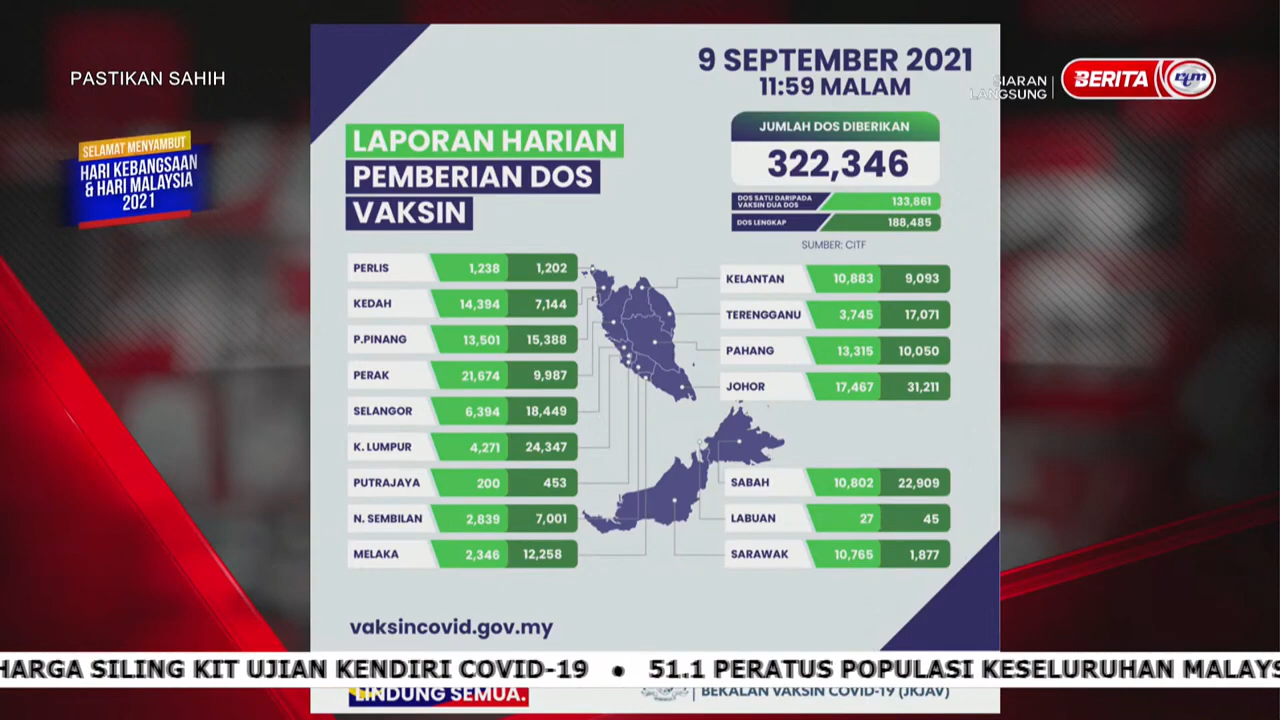 PASTIKAN SAHIH
SIARAN
LANGSUNG
BERITA rtm
SELAMAT MENYAMBUT
HARI KEBANGSAAN
& HARI MALAYSIA
2021
9 SEPTEMBER 2021
11:59 MALAM
LAPORAN HARIAN
PEMBERIAN DOS
VAKSIN
JUMLAH DOS DIBERIKAN
322,346
DOS SATU DARIPADA
VAKSIN DUA DOS 133,861
DOS LENGKAP 188,485
SUMBER: CITF
PERLIS 1,238 1,202
KEDAH 14,394 7,144
P.PINANG 13,501 15,388
PERAK 21,674 9,987
SELANGOR 6,394 18,449
K. LUMPUR 4,271 24,347
PUTRAJAYA 200 453
N. SEMBILAN 2,839 7,001
MELAKA 2,346 12,258
KELANTAN 10,883 9,093
TERENGGANU 3,745 17,071
PAHANG 13,315 10,050
JOHOR 17,467 31,211
SABAH 10,802 22,909
LABUAN 27 45
SARAWAK 10,765 1,877
vaksincovid.gov.my
HARGA SILING KIT UJIAN KENDIRI COVID-19 • 51.1 PERATUS POPULASI KESELURUHAN MALAYS
LINDUNG SEMUA.
BEKALAN VAKSIN COVID-19 (JKJAV)